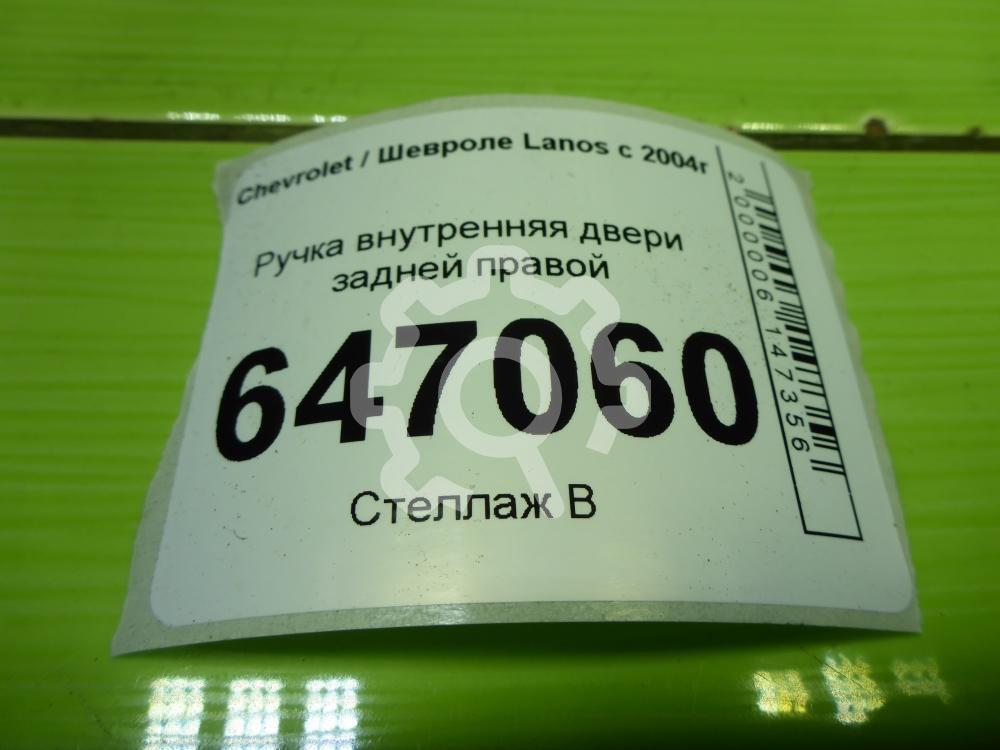 Chevrolet / Шевроле Lanos с 2004г
Ручка внутренняя двери
задней правой
647060
Стеллаж В
2000006147356